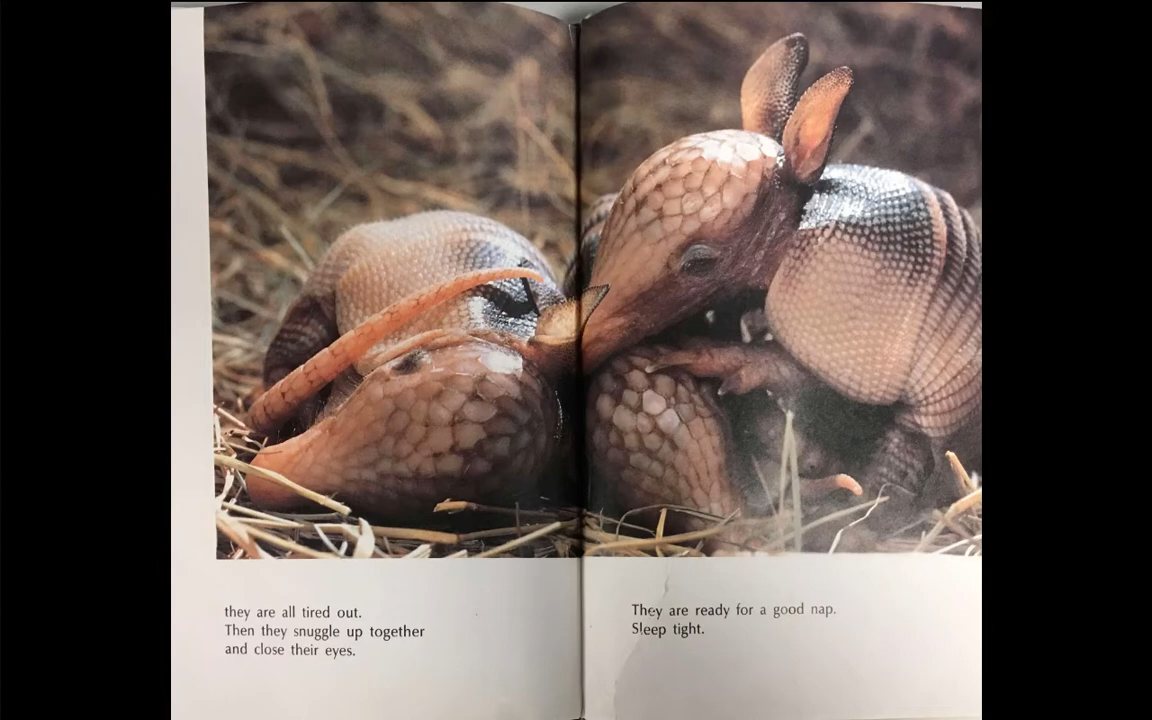 they are all tired out.
Then they snuggle up together
and close their eyes.
They are ready for a good nap.
Sleep tight.